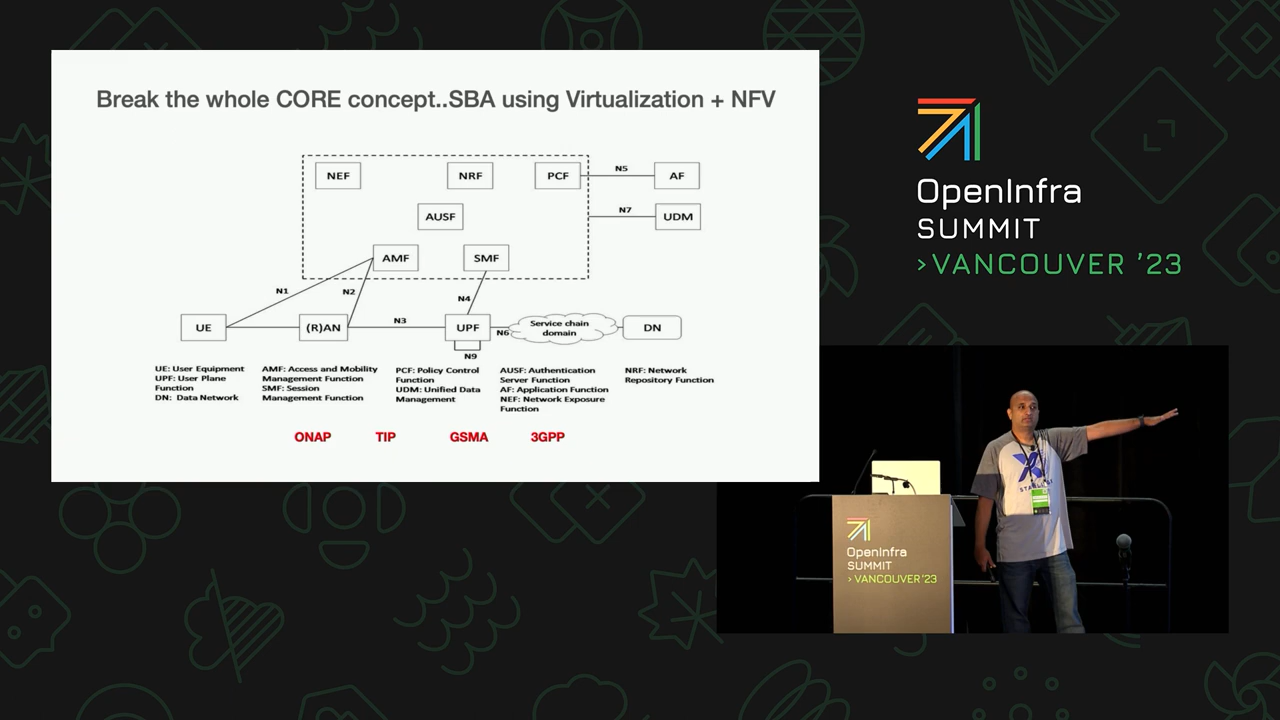 Break the whole CORE concept..SBA using Virtualization + NFV
NEF
NRF
PCF
N5
AF
AUSF
N7
UDM
AMF
SMF
N1
N2
N4
UE
(R)AN
N3
UPF
N6
Service chain
domain
DN
N9
UE: User Equipment
UPF: User Plane
Function
DN: Data Network
AMF: Access and Mobility
Management Function
SMF: Session
Management Function
PCF: Policy Control
Function
UDM: Unified Data
Management
AUSF: Authentication
Server Function
AF: Application Function
NEF: Network Exposure
Function
NRF: Network
Repository Function
ONAP
TIP
GSMA
3GPP
OpenInfra
SUMMIT
>VANCOUVER '23
OpenInfra
SUMMIT
> VANCOUVER '23